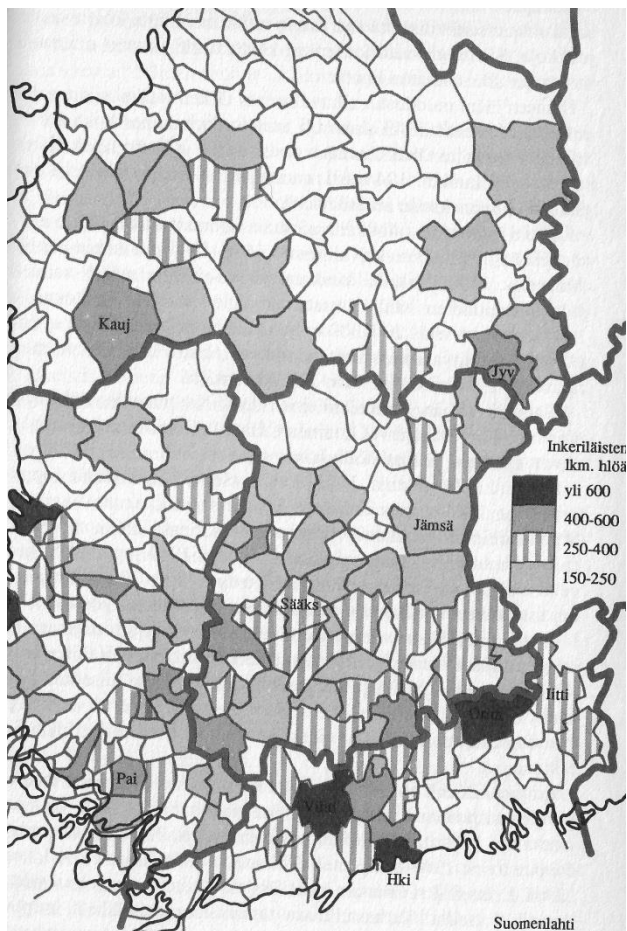 Kauj
Jyv
Inkeriläisten
lkm. hlöä
yli 600
400-600
250-400
150-250
Jämsä
Sääks
Iitti
Pai
Hki
Suomenlahti